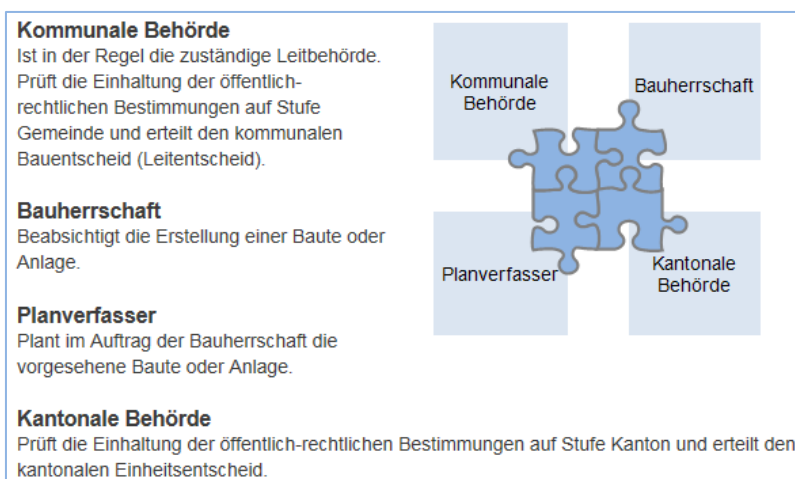 Kommunale Behörde
Ist in der Regel die zuständige Leitbehörde.
Prüft die Einhaltung der öffentlich-
rechtlichen Bestimmungen auf Stufe
Gemeinde und erteilt den kommunalen
Bauentscheid (Leitentscheid).
Bauherrschaft
Beabsichtigt die Erstellung einer Baute oder
Anlage.
Planverfasser
Plant im Auftrag der Bauherrschaft die
vorgesehene Baute oder Anlage.
Kantonale Behörde
Prüft die Einhaltung der öffentlich-rechtlichen Bestimmungen auf Stufe Kanton und erteilt den
kantonalen Einheitsentscheid.
Kommunale
Behörde
Bauherrschaft
Planverfasser
Kantonale
Behörde